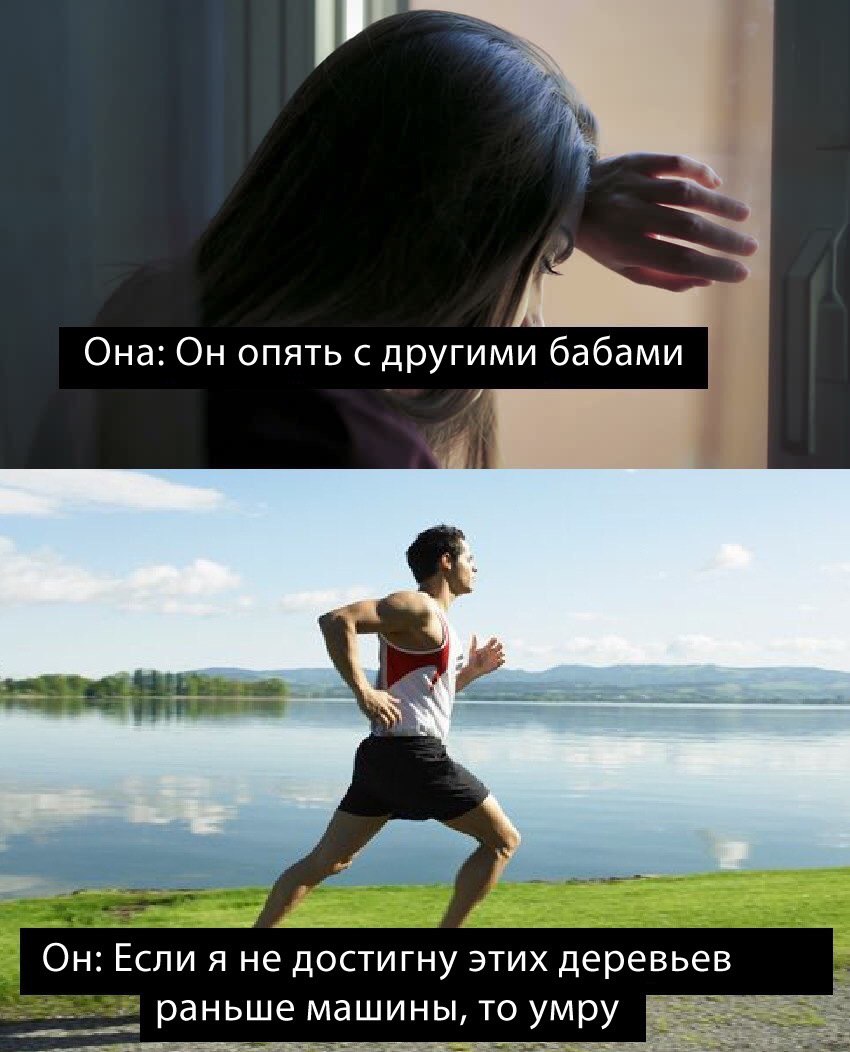 Она: Он опять с другими бабами
Он: Если я не достигну этих деревьев
раньше машины, то умру